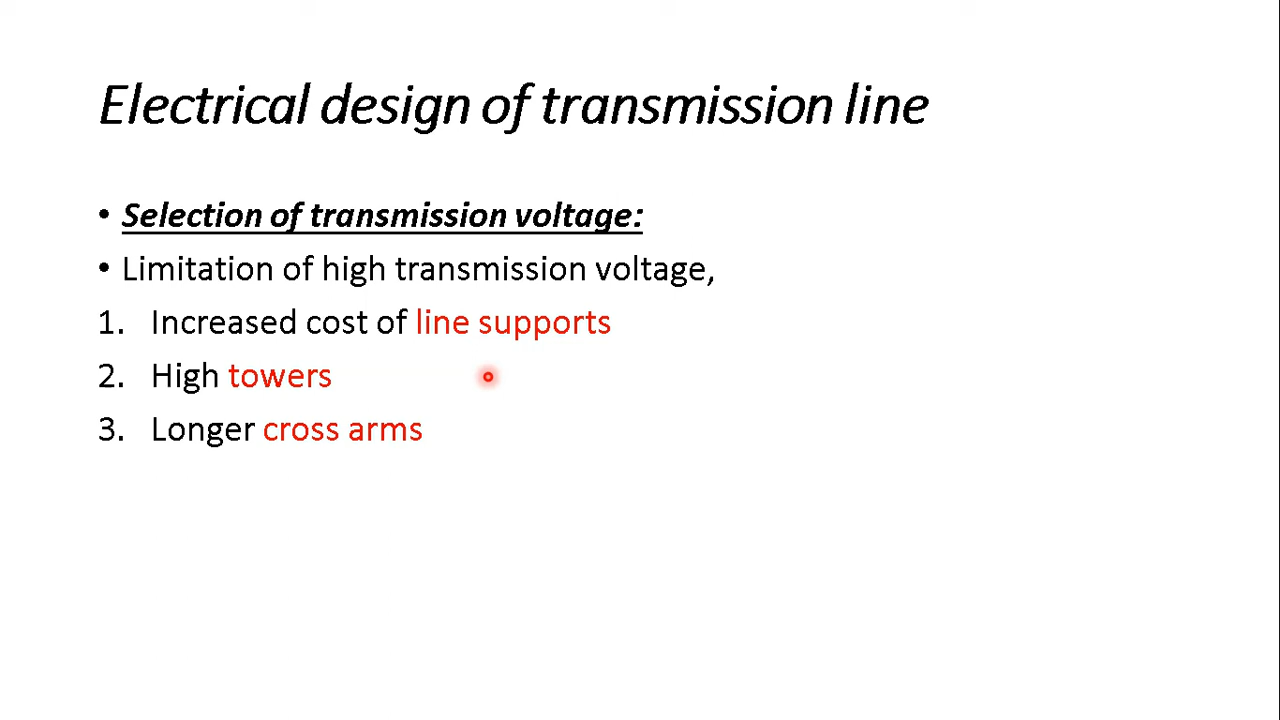 Electrical design of transmission line
• Selection of transmission voltage:
• Limitation of high transmission voltage,
1. Increased cost of line supports
2. High towers
3. Longer cross arms